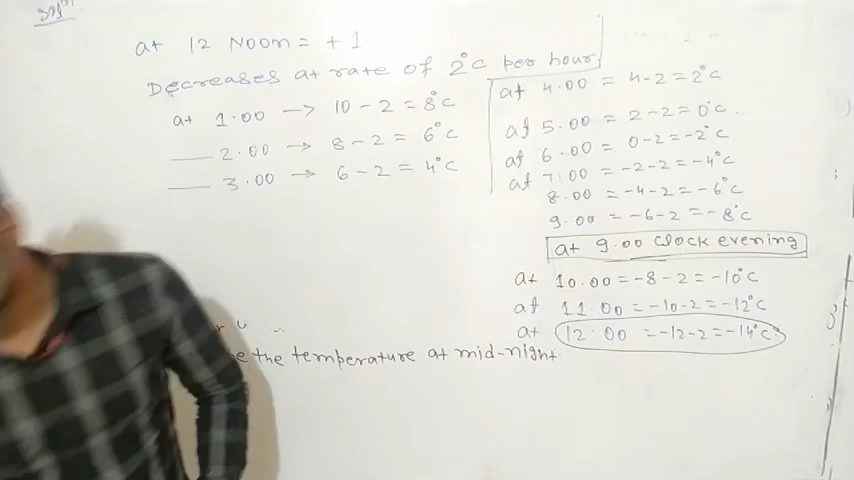 at 12 Noon = + 1
Decreases at rate of 2°c per hour
at 1.00 → 10 - 2 = 8°c
— 2.00 → 8 - 2 = 6°c
— 3.00 → 6 - 2 = 4°c
at 4.00 = 4-2 = 2°c
at 5.00 = 2-2 = 0°c
at 6.00 = 0-2 = -2°c
at 7.00 = -2-2 = -4°c
8.00 = -4-2 = -6°c
9.00 = -6-2 = -8°c
at 9.00 clock evening
at 10.00 = -8-2 = -10°c
at 11.00 = -10-2 = -12°c
at 12.00 = -12-2 = -14°c
the temperature at mid-night.